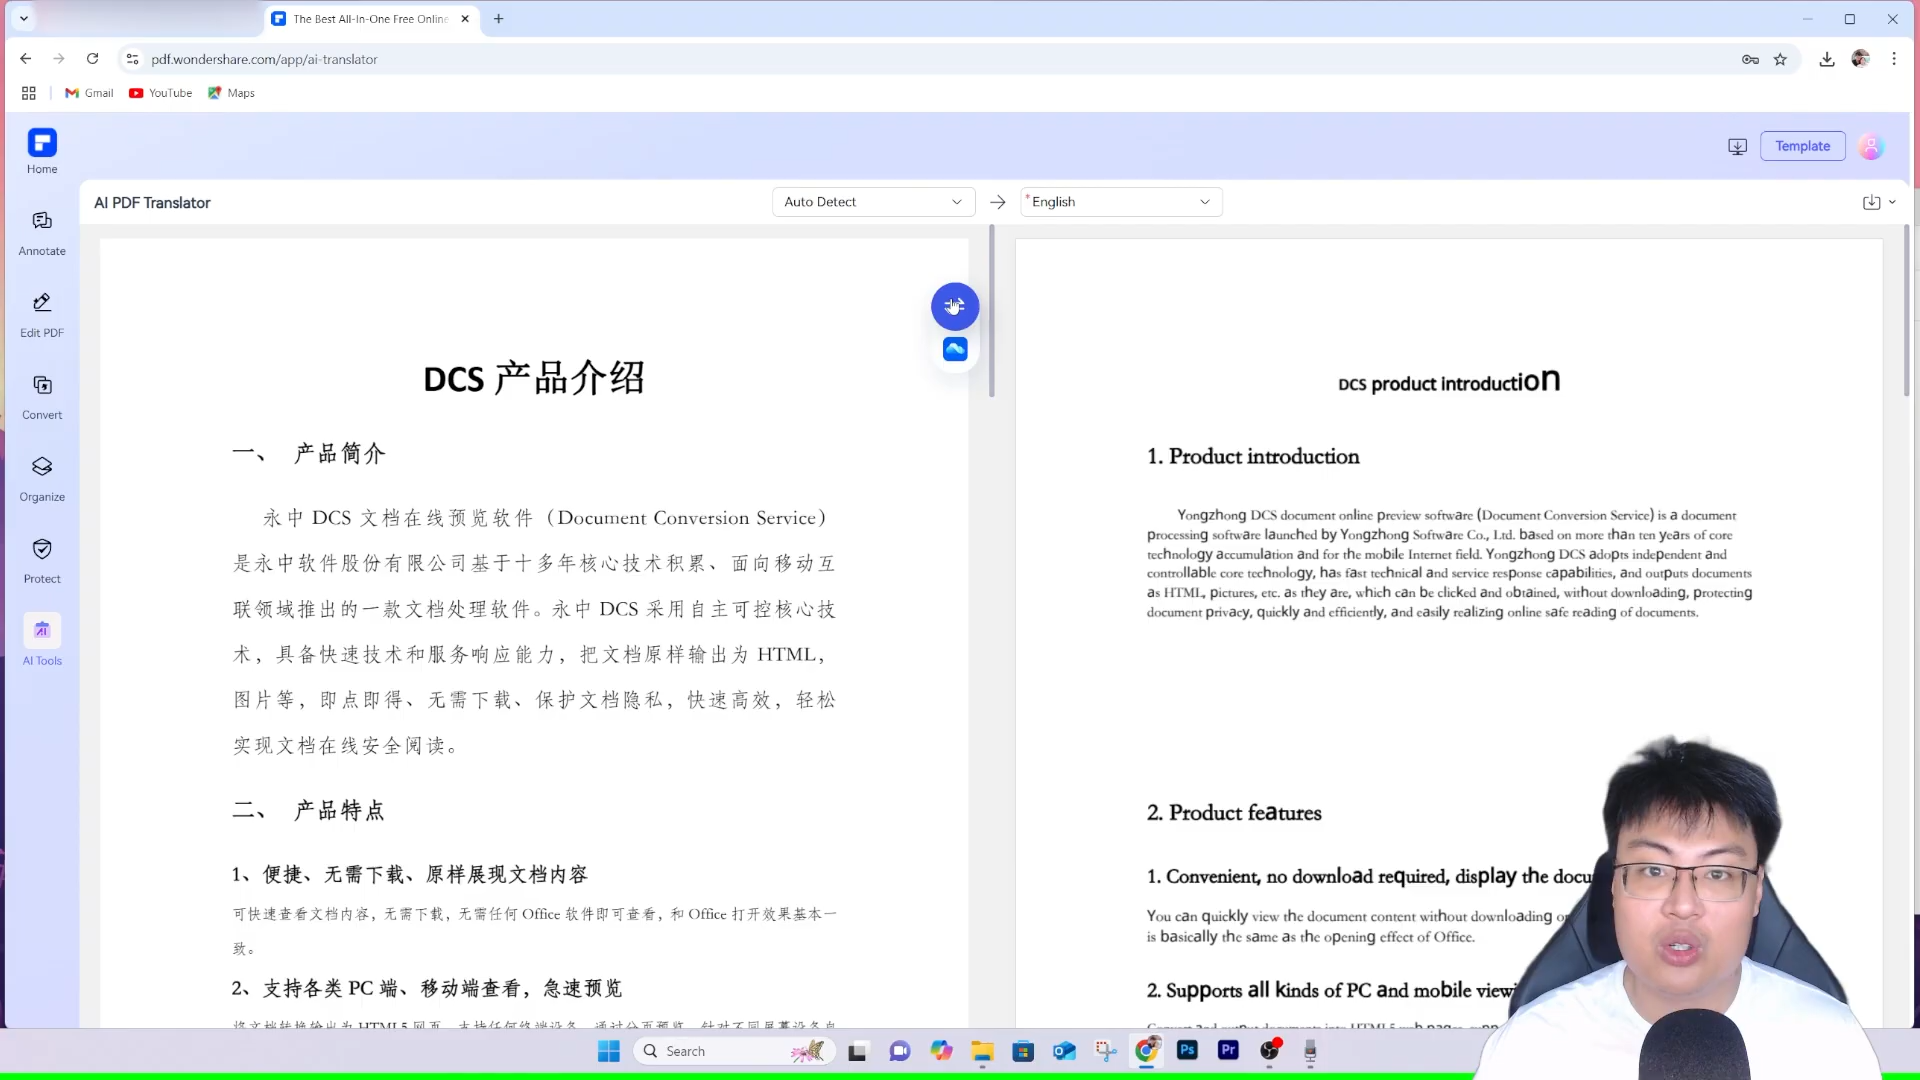 The Best All-In-One Free Online
pdf.wondershare.com/app/ai-translator
Gmail
YouTube
Maps
Home
Template
AI PDF Translator
Auto Detect
* English
Annotate
Edit PDF
Convert
Organize
Protect
AI
AI Tools
DCS 产品介绍
一、 产品简介
永中 DCS 文档在线预览软件（Document Conversion Service）
是永中软件股份有限公司基于十多年核心技术积累、面向移动互
联领域推出的一款文档处理软件。永中 DCS 采用自主可控核心技
术，具备快速技术和服务响应能力，把文档原样输出为 HTML，
图片等，即点即得、无需下载、保护文档隐私，快速高效，轻松
实现文档在线安全阅读。
二、 产品特点
1、便捷、无需下载、原样展现文档内容
可快速查看文档内容，无需下载，无需任何 Office 软件即可查看，和 Office 打开效果基本一
致。
2、支持各类 PC 端、移动端查看，急速预览
DCS product introduction
1. Product introduction
Yongzhong DCS document online preview software (Document Conversion Service) is a document
processing software launched by Yongzhong Software Co., Ltd. based on more than ten years of core
technology accumulation and for the mobile Internet field. Yongzhong DCS adopts independent and
controllable core technology, has fast technical and service response capabilities, and outputs documents
as HTML, pictures, etc. as they are, which can be clicked and obtained, without downloading, protecting
document privacy, quickly and efficiently, and easily realizing online safe reading of documents.
2. Product features
1. Convenient, no download required, display the docu
You can quickly view the document content without downloading o
is basically the same as the opening effect of Office.
2. Supports all kinds of PC and mobile view
Search
Ps
Pr